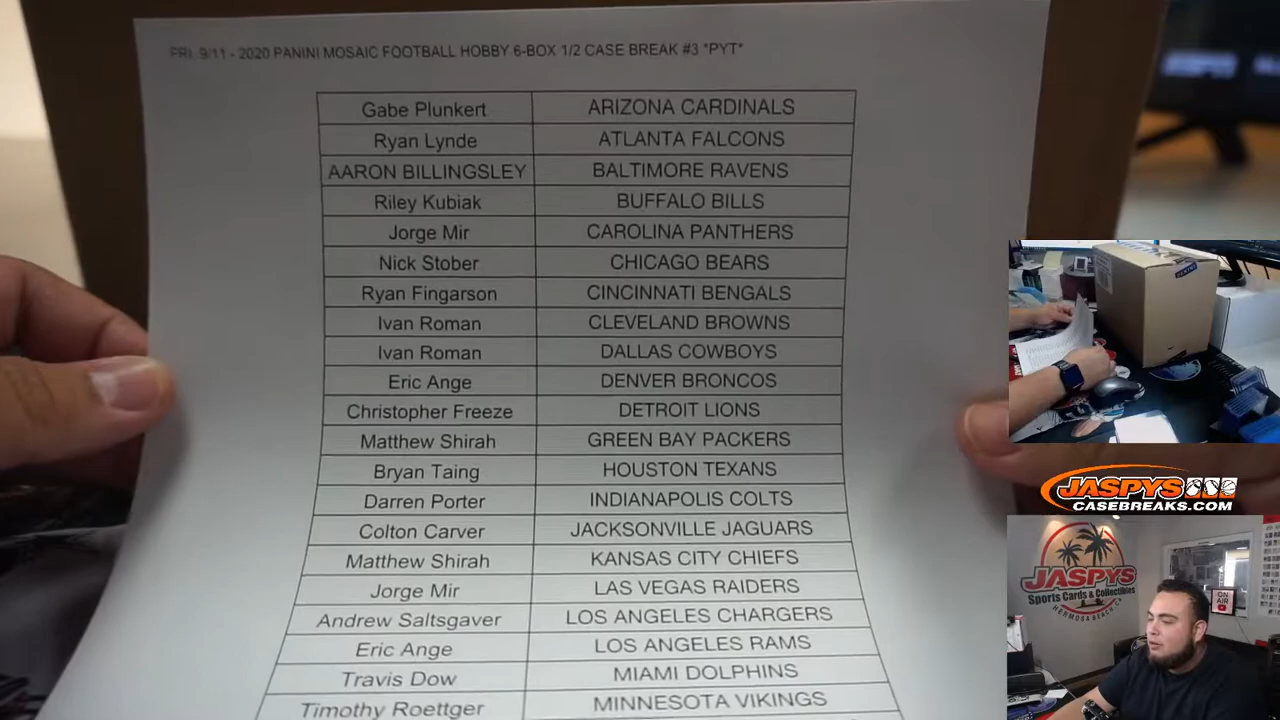 FRI 9/11 - 2020 PANINI MOSAIC FOOTBALL HOBBY 6-BOX 1/2 CASE BREAK #3 *PYT*
Gabe Plunkert ARIZONA CARDINALS
Ryan Lynde ATLANTA FALCONS
AARON BILLINGSLEY BALTIMORE RAVENS
Riley Kubiak BUFFALO BILLS
Jorge Mir CAROLINA PANTHERS
Nick Stober CHICAGO BEARS
Ryan Fingarson CINCINNATI BENGALS
Ivan Roman CLEVELAND BROWNS
Ivan Roman DALLAS COWBOYS
Eric Ange DENVER BRONCOS
Christopher Freeze DETROIT LIONS
Matthew Shirah GREEN BAY PACKERS
Bryan Taing HOUSTON TEXANS
Darren Porter INDIANAPOLIS COLTS
Colton Carver JACKSONVILLE JAGUARS
Matthew Shirah KANSAS CITY CHIEFS
Jorge Mir LAS VEGAS RAIDERS
Andrew Saltsgaver LOS ANGELES CHARGERS
Eric Ange LOS ANGELES RAMS
Travis Dow MIAMI DOLPHINS
Timothy Roettger MINNESOTA VIKINGS
JASPYS
CASEBREAKS.COM
JASPYS
Sports Cards & Collectibles
HERMOSA BEACH, CA
ON
AIR